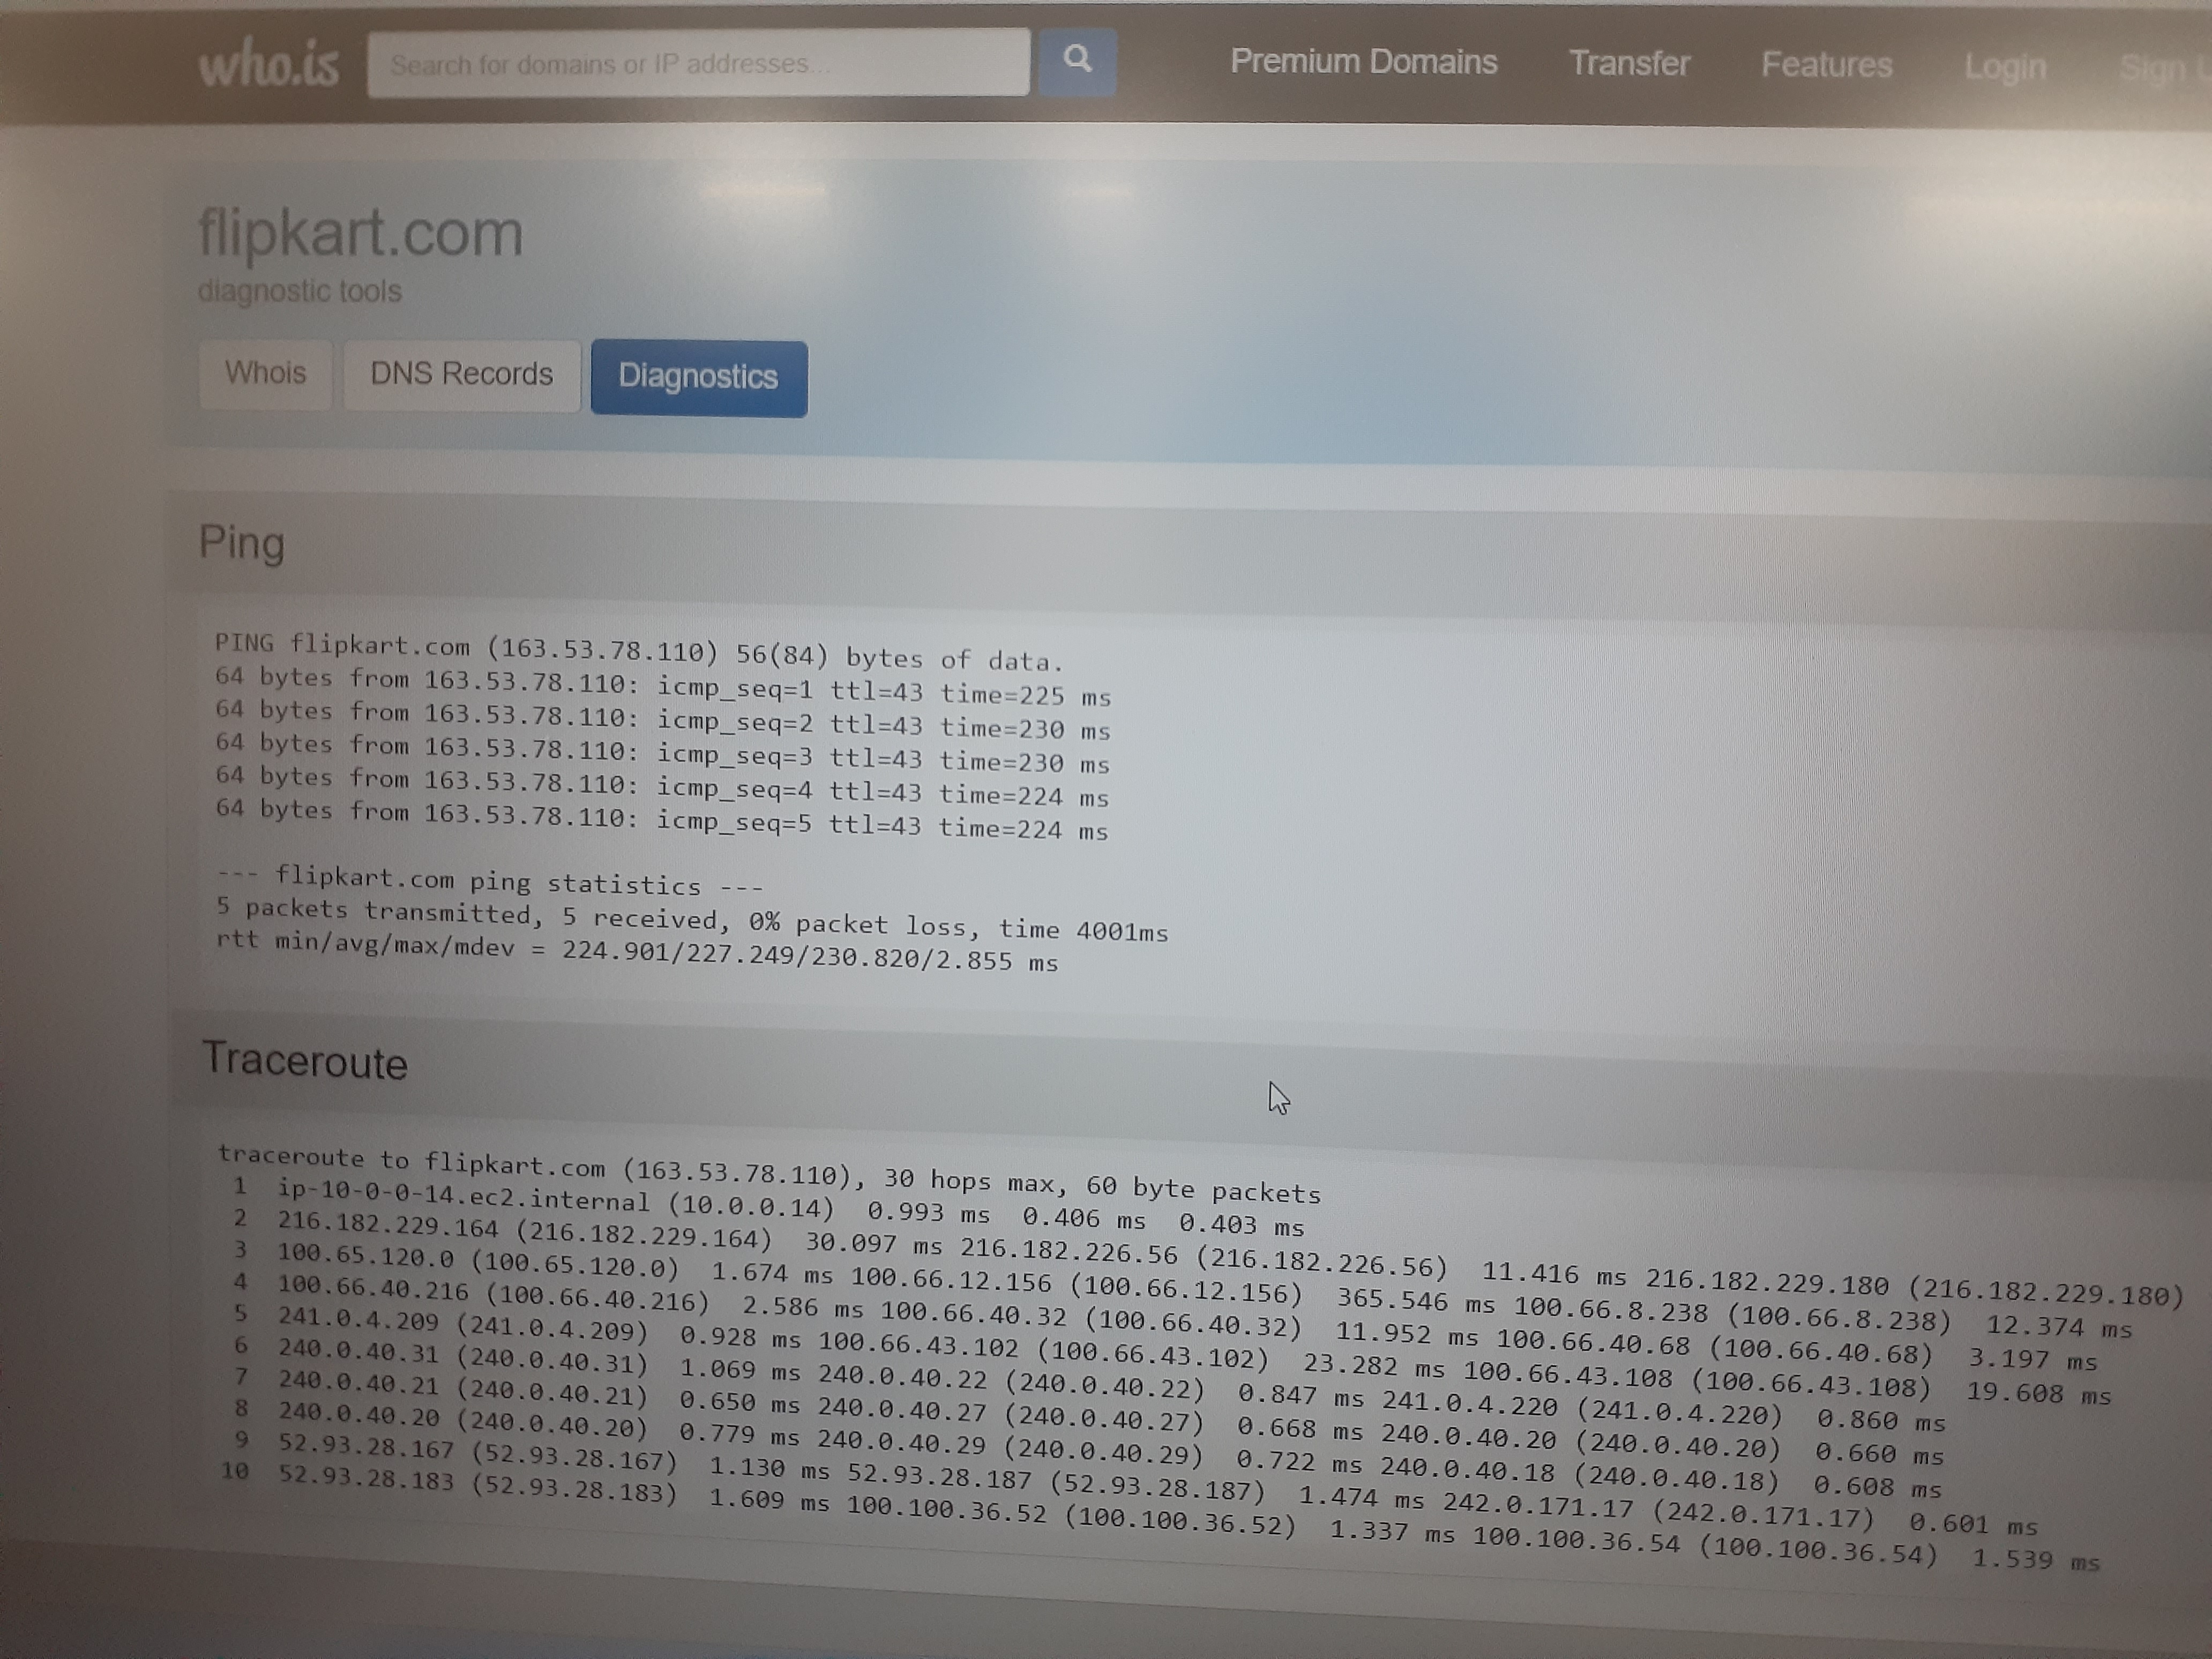 who.is Search for domains or IP addresses... Premium Domains Transfer Features Login Sign
flipkart.com
diagnostic tools
Whois DNS Records Diagnostics
Ping
PING flipkart.com (163.53.78.110) 56(84) bytes of data.
64 bytes from 163.53.78.110: icmp_seq=1 ttl=43 time=225 ms
64 bytes from 163.53.78.110: icmp_seq=2 ttl=43 time=230 ms
64 bytes from 163.53.78.110: icmp_seq=3 ttl=43 time=230 ms
64 bytes from 163.53.78.110: icmp_seq=4 ttl=43 time=224 ms
64 bytes from 163.53.78.110: icmp_seq=5 ttl=43 time=224 ms
--- flipkart.com ping statistics ---
5 packets transmitted, 5 received, 0% packet loss, time 4001ms
rtt min/avg/max/mdev = 224.901/227.249/230.820/2.855 ms
Traceroute
traceroute to flipkart.com (163.53.78.110), 30 hops max, 60 byte packets
1 ip-10-0-0-14.ec2.internal (10.0.0.14) 0.993 ms 0.406 ms 0.403 ms
2 216.182.229.164 (216.182.229.164) 30.097 ms 216.182.226.56 (216.182.226.56) 11.416 ms 216.182.229.180 (216.182.229.180)
3 100.65.120.0 (100.65.120.0) 1.674 ms 100.66.12.156 (100.66.12.156) 365.546 ms 100.66.8.238 (100.66.8.238) 12.374 ms
4 100.66.40.216 (100.66.40.216) 2.586 ms 100.66.40.32 (100.66.40.32) 11.952 ms 100.66.40.68 (100.66.40.68) 3.197 ms
5 241.0.4.209 (241.0.4.209) 0.928 ms 100.66.43.102 (100.66.43.102) 23.282 ms 100.66.43.108 (100.66.43.108) 19.608 ms
6 240.0.40.31 (240.0.40.31) 1.069 ms 240.0.40.22 (240.0.40.22) 0.847 ms 241.0.4.220 (241.0.4.220) 0.860 ms
7 240.0.40.21 (240.0.40.21) 0.650 ms 240.0.40.27 (240.0.40.27) 0.668 ms 240.0.40.20 (240.0.40.20) 0.660 ms
8 240.0.40.20 (240.0.40.20) 0.779 ms 240.0.40.29 (240.0.40.29) 0.722 ms 240.0.40.18 (240.0.40.18) 0.608 ms
9 52.93.28.167 (52.93.28.167) 1.130 ms 52.93.28.187 (52.93.28.187) 1.474 ms 242.0.171.17 (242.0.171.17) 0.601 ms
10 52.93.28.183 (52.93.28.183) 1.609 ms 100.100.36.52 (100.100.36.52) 1.337 ms 100.100.36.54 (100.100.36.54) 1.539 ms